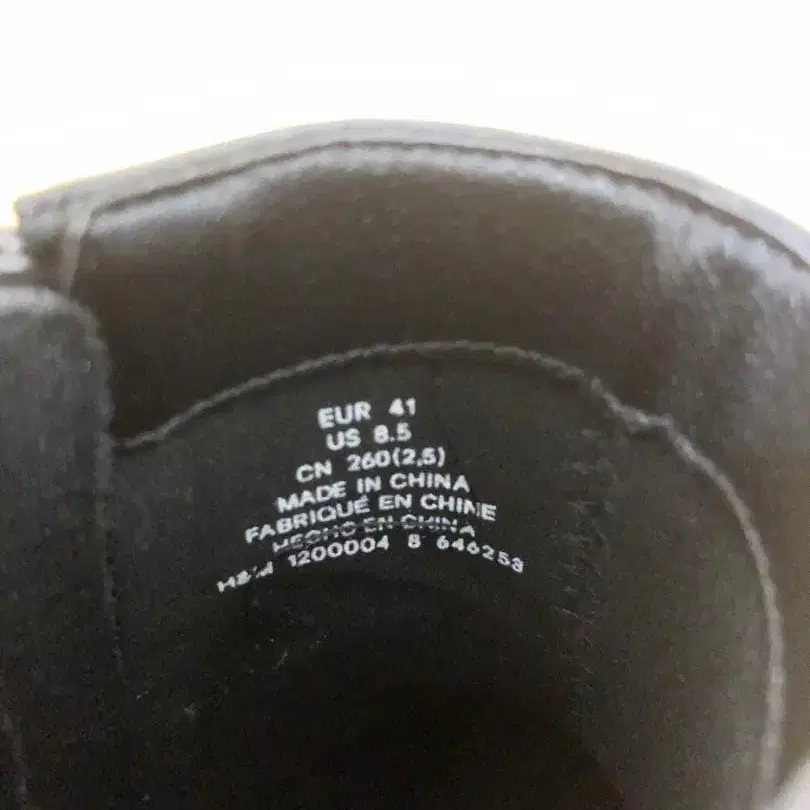 EUR 41
US 8.5
CN 260(2,5)
MADE IN CHINA
FABRIQUÉ EN CHINE
HECHO EN CHINA
H&M 1200004 8 646253